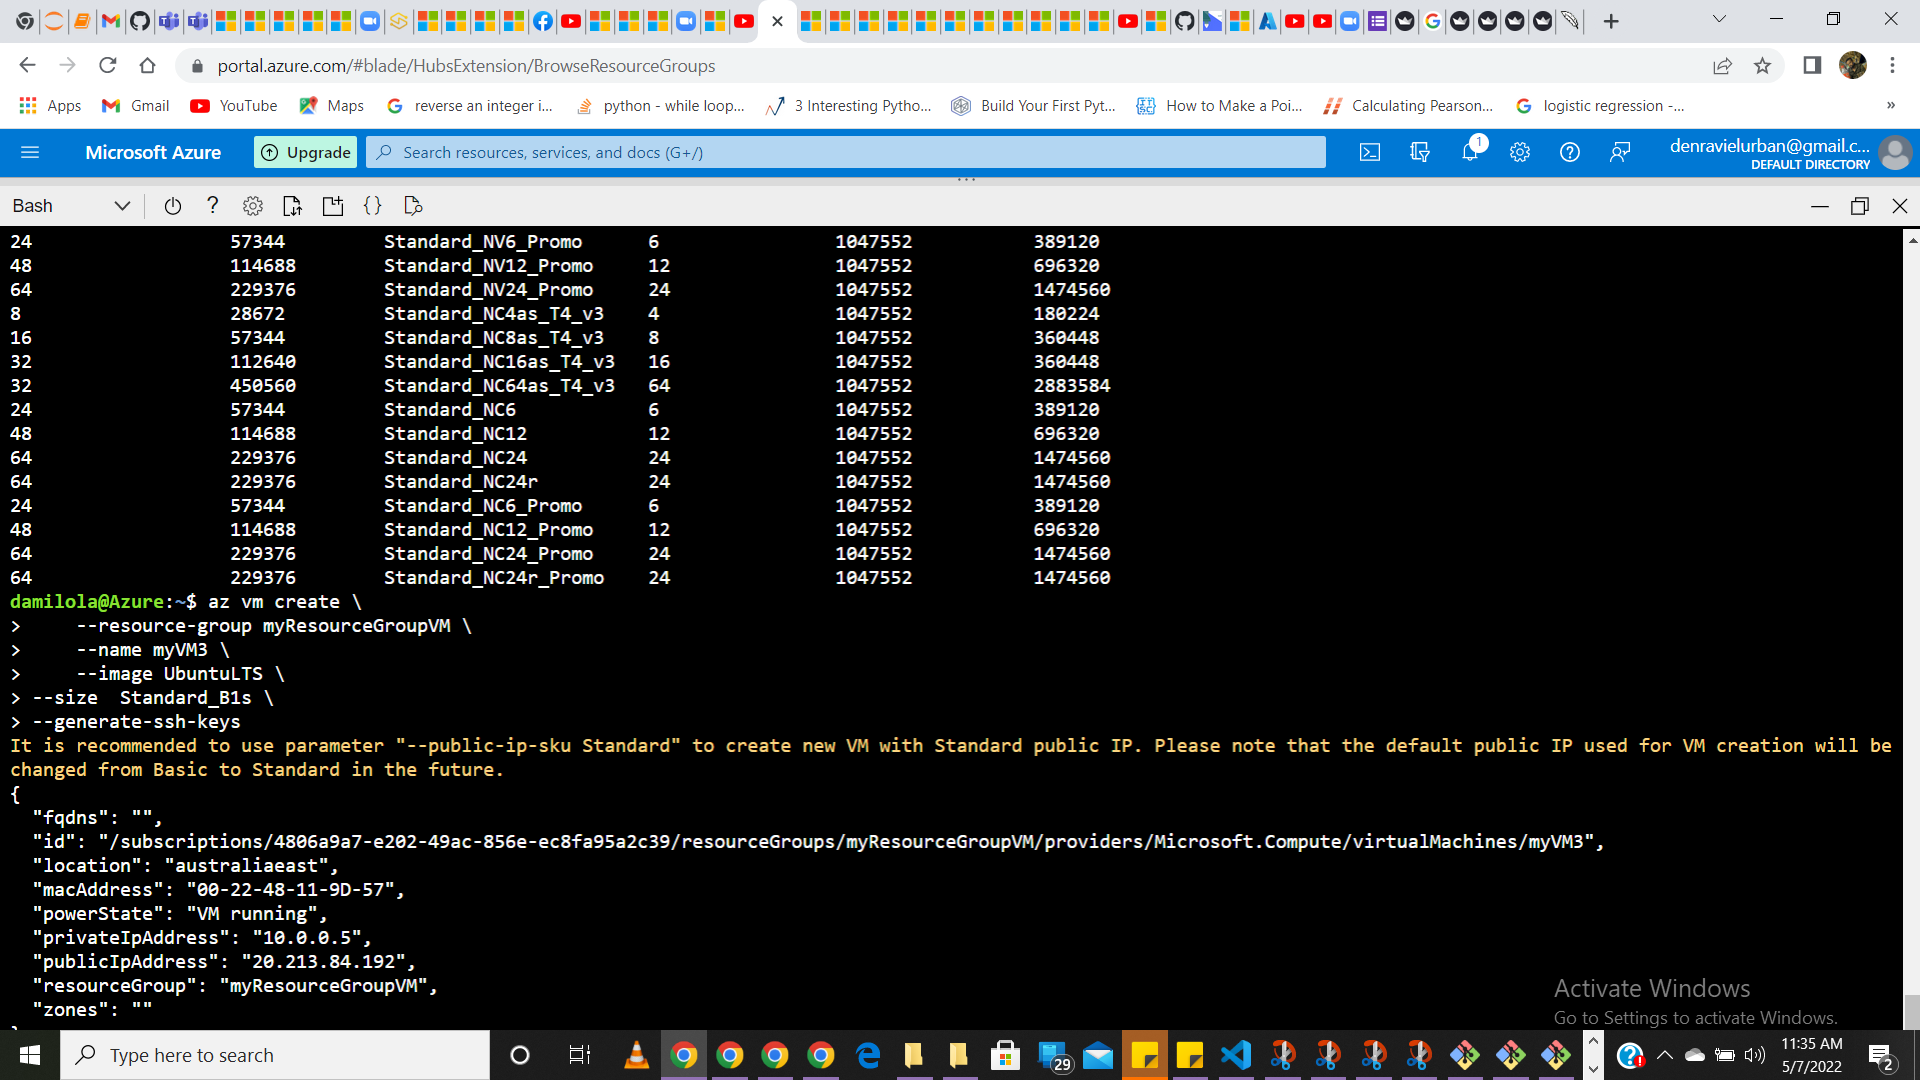 portal.azure.com/#blade/HubsExtension/BrowseResourceGroups
Apps Gmail YouTube Maps reverse an integer i... python - while loop... 3 Interesting Pytho... Build Your First Pyt... How to Make a Poi... Calculating Pearson... logistic regression -... »
Microsoft Azure Upgrade Search resources, services, and docs (G+/) 1 denravielurban@gmail.c...
DEFAULT DIRECTORY
Bash
24 57344 Standard_NV6_Promo 6 1047552 389120
48 114688 Standard_NV12_Promo 12 1047552 696320
64 229376 Standard_NV24_Promo 24 1047552 1474560
8 28672 Standard_NC4as_T4_v3 4 1047552 180224
16 57344 Standard_NC8as_T4_v3 8 1047552 360448
32 112640 Standard_NC16as_T4_v3 16 1047552 360448
32 450560 Standard_NC64as_T4_v3 64 1047552 2883584
24 57344 Standard_NC6 6 1047552 389120
48 114688 Standard_NC12 12 1047552 696320
64 229376 Standard_NC24 24 1047552 1474560
64 229376 Standard_NC24r 24 1047552 1474560
24 57344 Standard_NC6_Promo 6 1047552 389120
48 114688 Standard_NC12_Promo 12 1047552 696320
64 229376 Standard_NC24_Promo 24 1047552 1474560
64 229376 Standard_NC24r_Promo 24 1047552 1474560
damilola@Azure:~$ az vm create \
> --resource-group myResourceGroupVM \
> --name myVM3 \
> --image UbuntuLTS \
> --size Standard_B1s \
> --generate-ssh-keys
It is recommended to use parameter "--public-ip-sku Standard" to create new VM with Standard public IP. Please note that the default public IP used for VM creation will be
changed from Basic to Standard in the future.
{
"fqdns": "",
"id": "/subscriptions/4806a9a7-e202-49ac-856e-ec8fa95a2c39/resourceGroups/myResourceGroupVM/providers/Microsoft.Compute/virtualMachines/myVM3",
"location": "australiaeast",
"macAddress": "00-22-48-11-9D-57",
"powerState": "VM running",
"privateIpAddress": "10.0.0.5",
"publicIpAddress": "20.213.84.192",
"resourceGroup": "myResourceGroupVM",
"zones": ""
Activate Windows
Go to Settings to activate Windows.
Type here to search 29 11:35 AM
5/7/2022 2